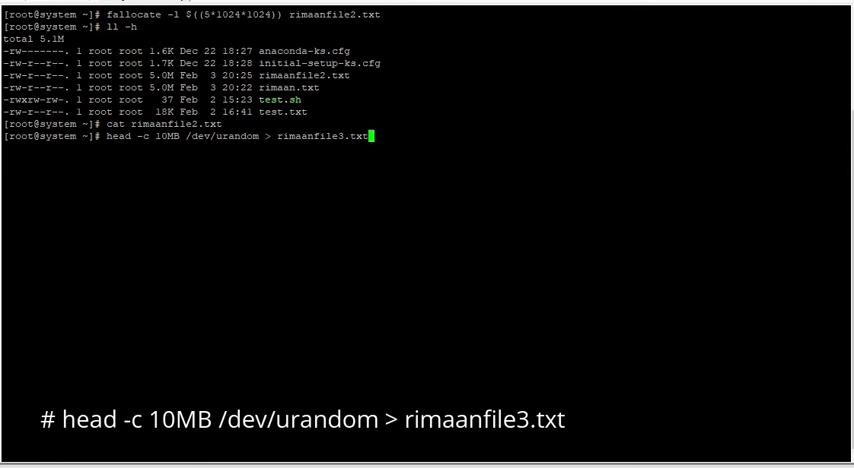 [root@system ~]# fallocate -l $((5*1024*1024)) rimaanfile2.txt
[root@system ~]# ll -h
total 5.1M
-rw-------. 1 root root 1.6K Dec 22 18:27 anaconda-ks.cfg
-rw-r--r--. 1 root root 1.7K Dec 22 18:28 initial-setup-ks.cfg
-rw-r--r--. 1 root root 5.0M Feb  3 20:25 rimaanfile2.txt
-rw-r--r--. 1 root root 5.0M Feb  3 20:22 rimaan.txt
-rwxrw-rw-. 1 root root   37 Feb  2 15:23 test.sh
-rw-r--r--. 1 root root  18K Feb  2 16:41 test.txt
[root@system ~]# cat rimaanfile2.txt
[root@system ~]# head -c 10MB /dev/urandom > rimaanfile3.txt
# head -c 10MB /dev/urandom > rimaanfile3.txt